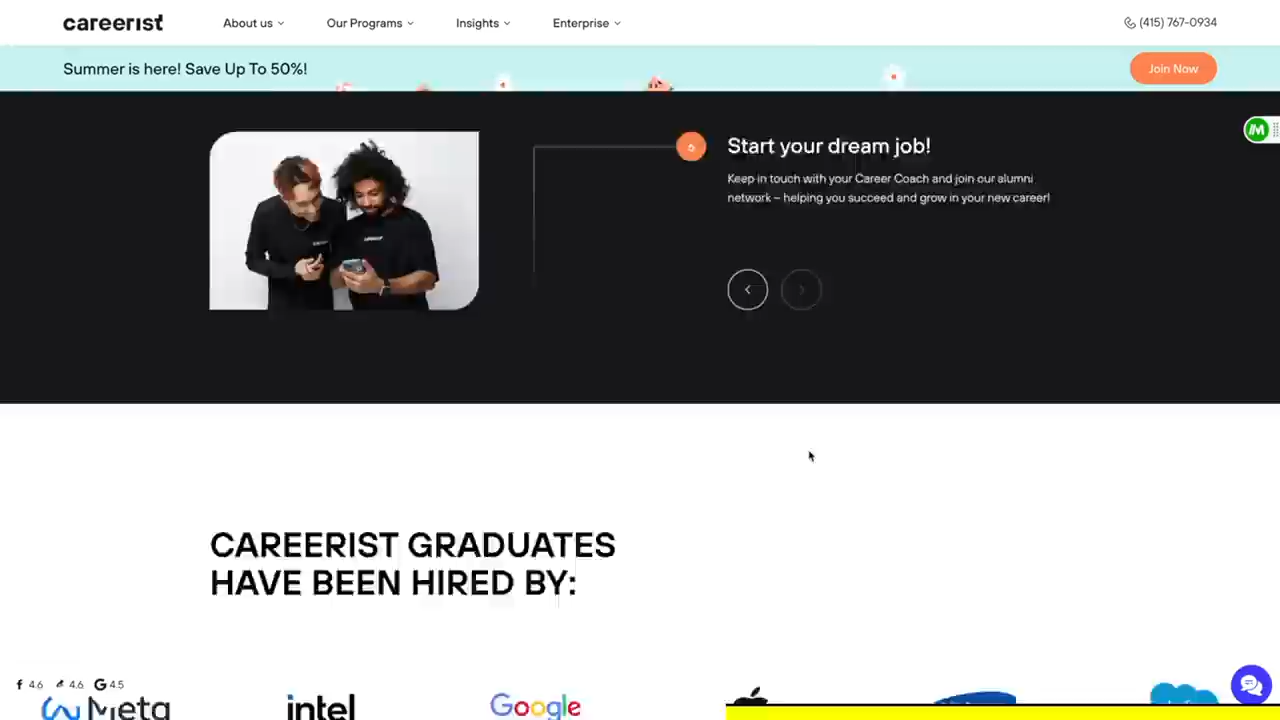 careerist
About us
Our Programs
Insights
Enterprise
(415) 767-0934
Summer is here! Save Up To 50%!
Join Now
Start your dream job!
Keep in touch with your Career Coach and join our alumni
network – helping you succeed and grow in your new career!
CAREERIST GRADUATES
HAVE BEEN HIRED BY:
4.6
4.6
4.5
Meta
intel
Google